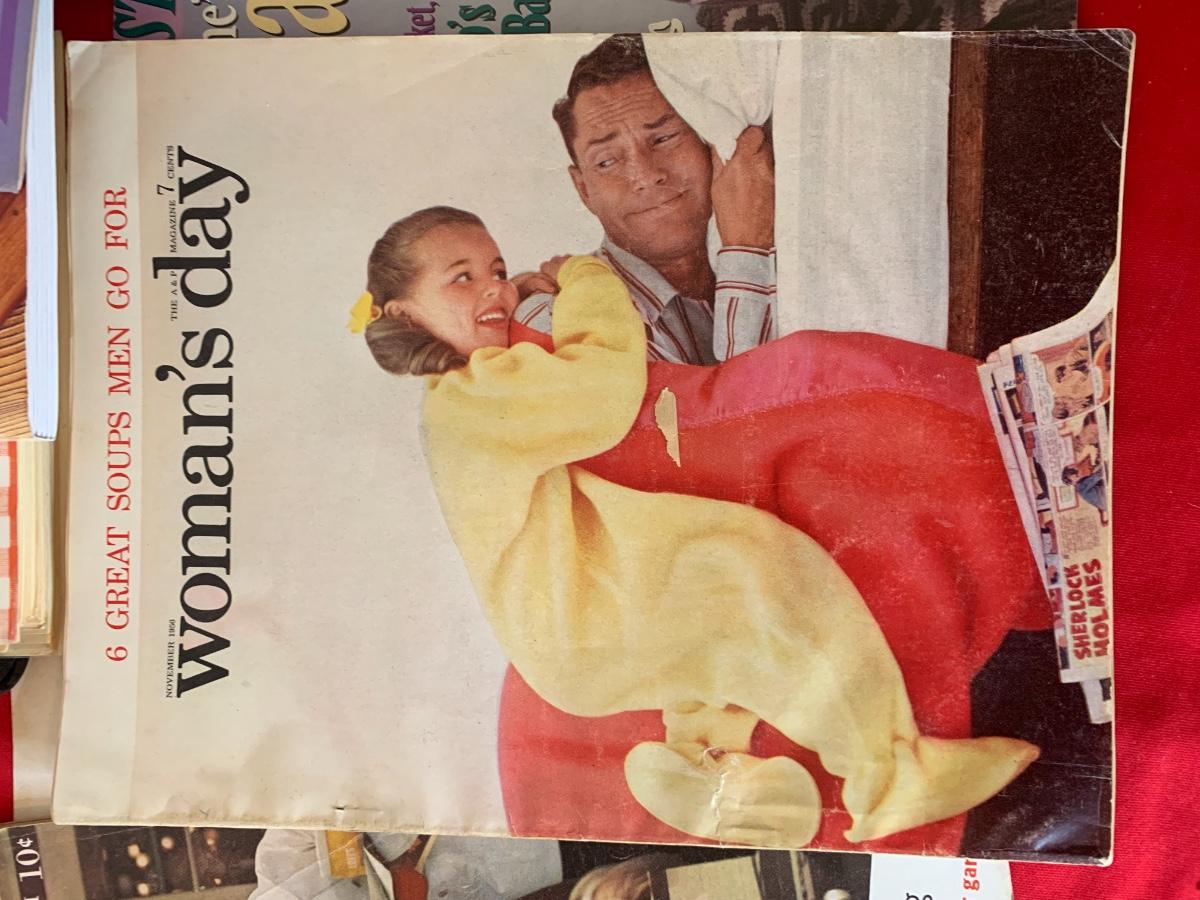 6 GREAT SOUPS MEN GO FOR
NOVEMBER 1956
THE A & P MAGAZINE 7 CENTS
woman's day
SHERLOCK
HOLMES
10¢